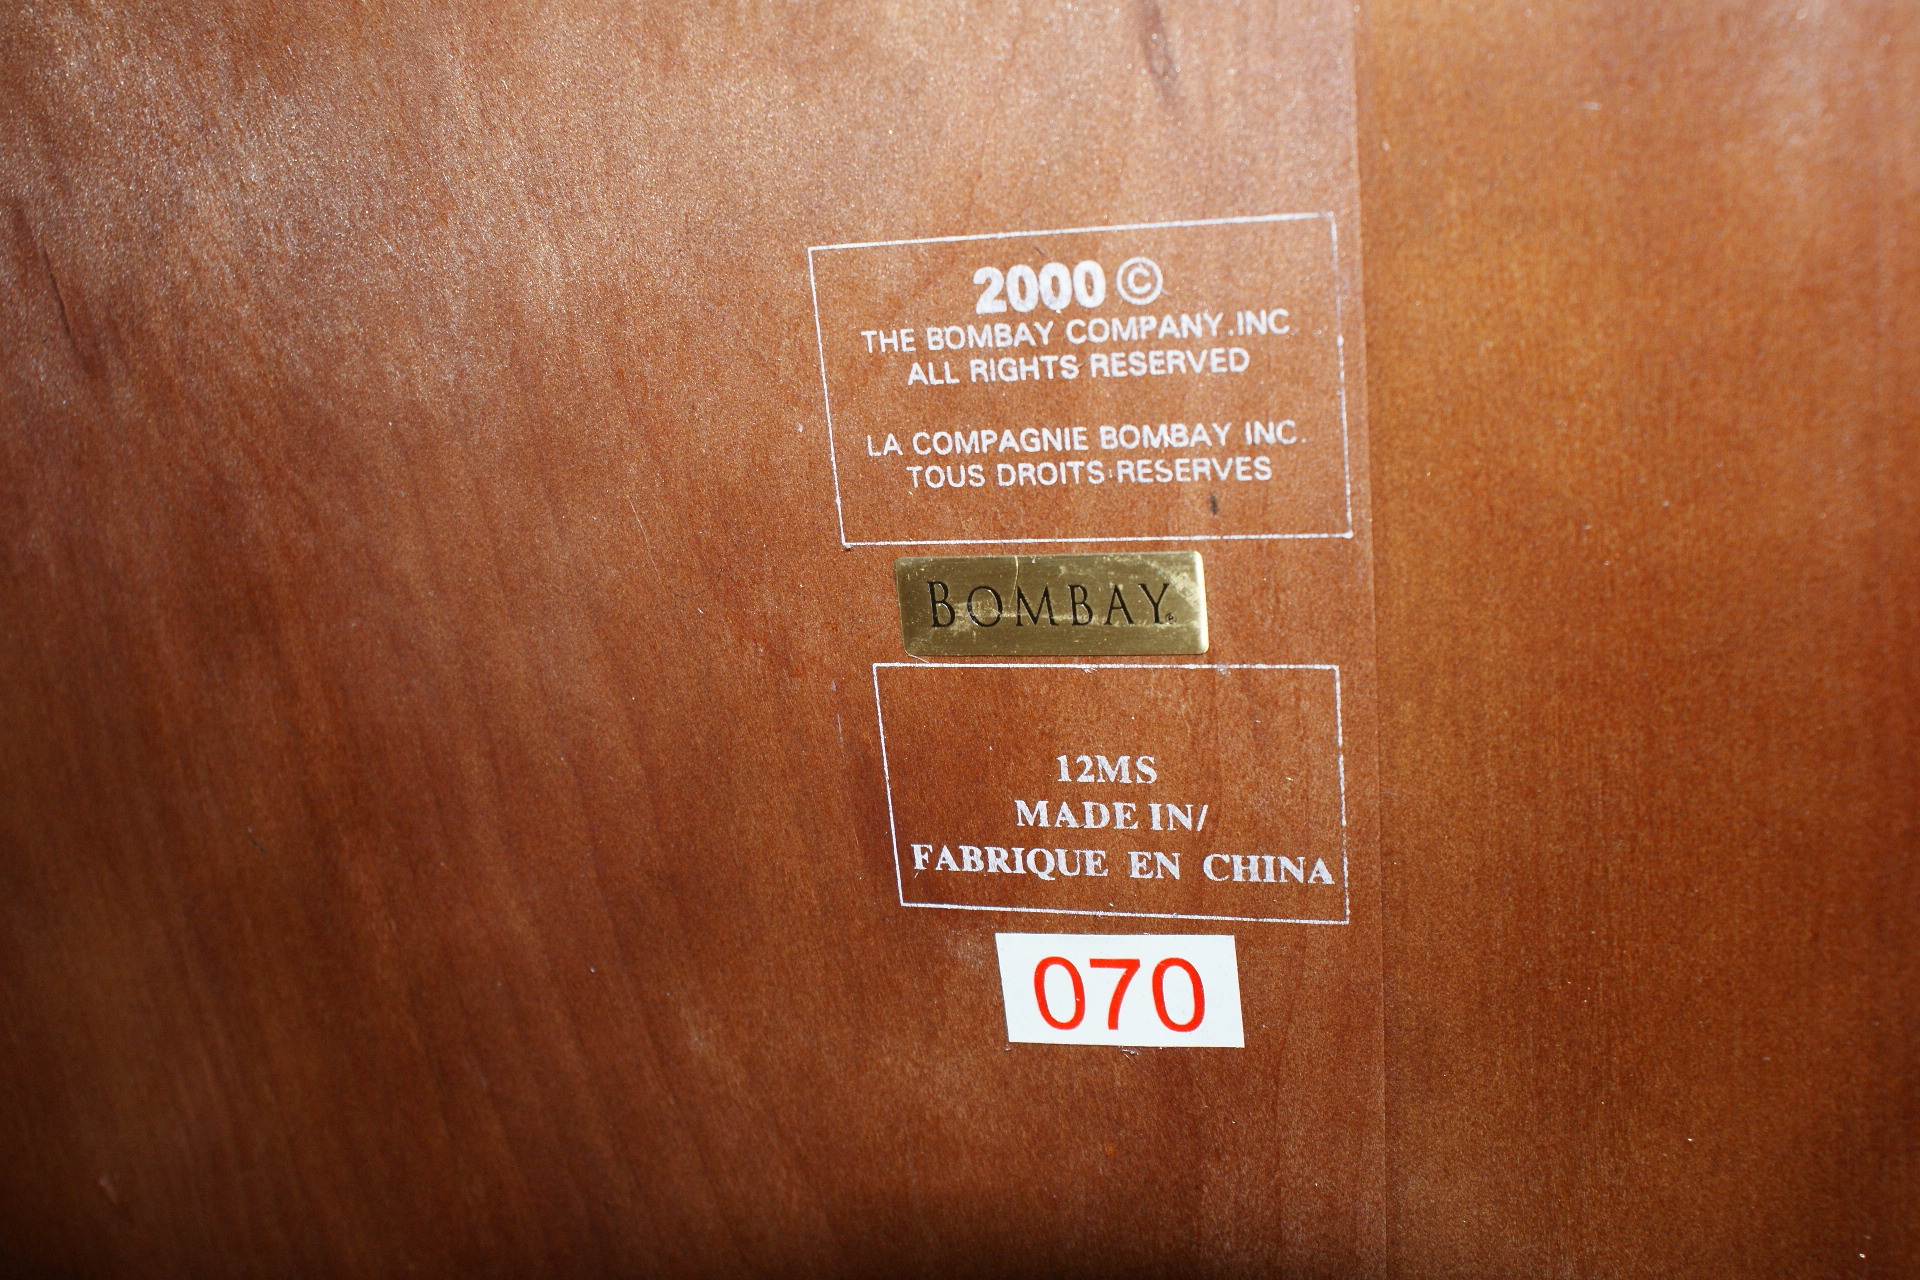 2000 ©
THE BOMBAY COMPANY.INC
ALL RIGHTS RESERVED
LA COMPAGNIE BOMBAY INC.
TOUS DROITS RESERVES
BOMBAY®
12MS
MADE IN/
FABRIQUE EN CHINA
070